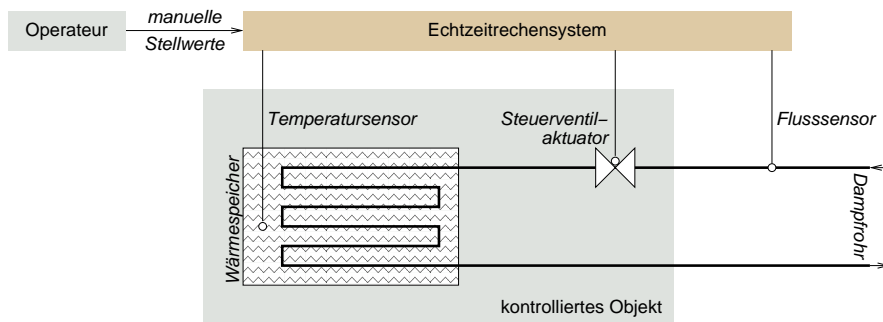 Operateur
manuelle
Stellwerte
Echtzeitrechensystem
Temperatursensor
Steuerventil–
aktuator
Flusssensor
Wärmespeicher
Dampfrohr
kontrolliertes Objekt